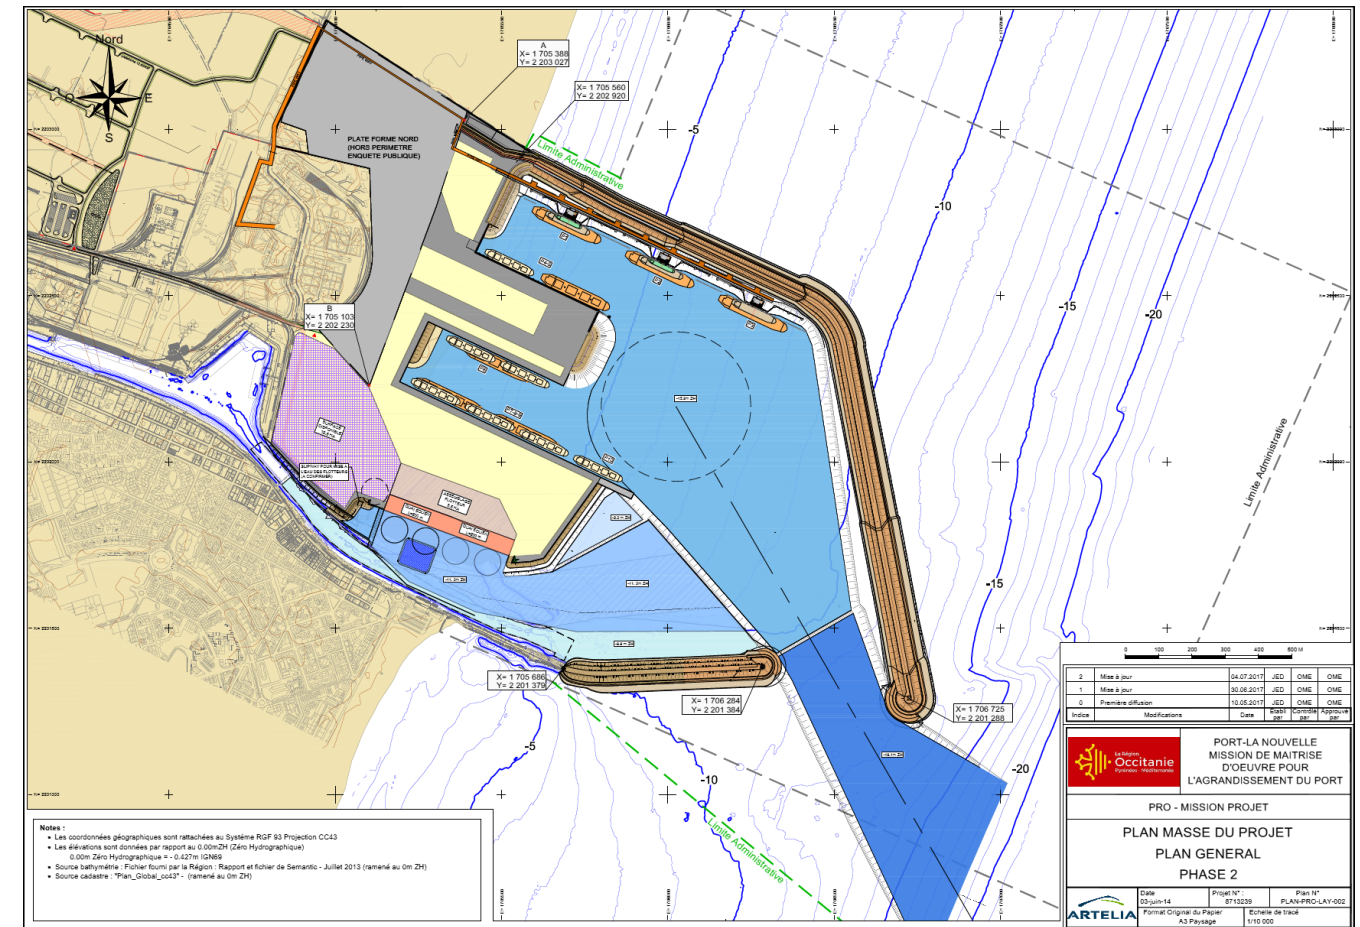 Nord
O
E
S
A
X= 1 705 388
Y= 2 203 027
X= 1 705 560
Y= 2 202 920
PLATE FORME NORD
(HORS PERIMETRE
ENQUETE PUBLIQUE)
Limite Administrative
-5
-10
-15
-20
B
X= 1 705 103
Y= 2 202 230
SLIPWAY POUR MISE A
L'EAU DES FLOTTEURS
(A CONFIRMER)
Limite Administrative
-15
X= 1 705 686
Y= 2 201 379
X= 1 706 284
Y= 2 201 384
X= 1 706 725
Y= 2 201 288
-5
-10
-20
Limite Administrative
0 100 200 300 400 500 M
2 Mise à jour 04.07.2017 JED OME OME
1 Mise à jour 30.06.2017 JED OME OME
0 Première diffusion 10.05.2017 JED OME OME
Indice Modifications Date Etabli par Contrôlé par Approuvé par
La Région
Occitanie
Pyrénées - Méditerranée
PORT-LA NOUVELLE
MISSION DE MAITRISE
D'OEUVRE POUR
L'AGRANDISSEMENT DU PORT
PRO - MISSION PROJET
PLAN MASSE DU PROJET
PLAN GENERAL
PHASE 2
ARTELIA
Date
03-juin-14
Projet N° :
8713239
Plan N°
PLAN-PRO-LAY-002
Format Original du Papier
A3 Paysage
Echelle de tracé
1/10 000
Notes :
• Les coordonnées géographiques sont rattachées au Système RGF 93 Projection CC43
• Les élévations sont données par rapport au 0.00mZH (Zéro Hydrographique)
0.00m Zéro Hydrographique = - 0.427m IGN69
• Source bathymétrie : Fichier fourni par la Région : Rapport et fichier de Semantic - Juillet 2013 (ramené au 0m ZH)
• Source cadastre : "Plan_Global_cc43" - (ramené au 0m ZH)